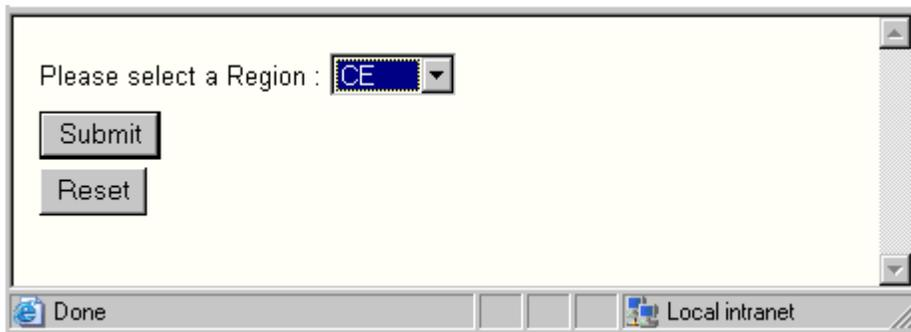 Please select a Region : CE
Submit
Reset
Done
Local intranet